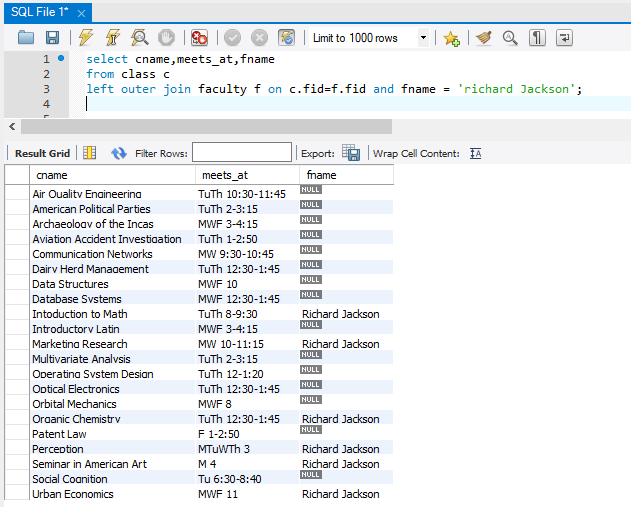 SQL File 1*
Limit to 1000 rows
1 select cname,meets_at,fname
2 from class c
3 left outer join faculty f on c.fid=f.fid and fname = 'richard Jackson';
4
Result Grid Filter Rows: Export: Wrap Cell Content:
cname meets_at fname
Air Quality Engineering TuTh 10:30-11:45 NULL
American Political Parties TuTh 2-3:15 NULL
Archaeology of the Incas MWF 3-4:15 NULL
Aviation Accident Investigation TuTh 1-2:50 NULL
Communication Networks MW 9:30-10:45 NULL
Dairy Herd Management TuTh 12:30-1:45 NULL
Data Structures MWF 10 NULL
Database Systems MWF 12:30-1:45 NULL
Intoduction to Math TuTh 8-9:30 Richard Jackson
Introductory Latin MWF 3-4:15 NULL
Marketing Research MW 10-11:15 Richard Jackson
Multivariate Analysis TuTh 2-3:15 NULL
Operating System Design TuTh 12-1:20 NULL
Optical Electronics TuTh 12:30-1:45 NULL
Orbital Mechanics MWF 8 NULL
Organic Chemistry TuTh 12:30-1:45 Richard Jackson
Patent Law F 1-2:50 NULL
Perception MTuWTh 3 Richard Jackson
Seminar in American Art M 4 Richard Jackson
Social Cognition Tu 6:30-8:40 NULL
Urban Economics MWF 11 Richard Jackson